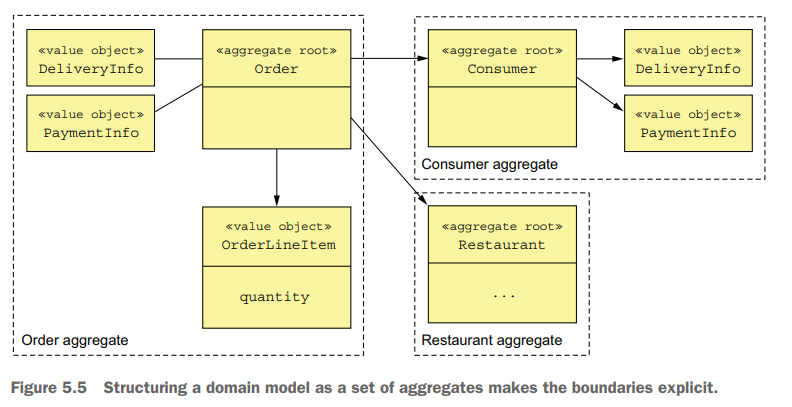 «value object»
DeliveryInfo
«value object»
PaymentInfo
«aggregate root»
Order
«value object»
OrderLineItem
quantity
Order aggregate
«aggregate root»
Consumer
«value object»
DeliveryInfo
«value object»
PaymentInfo
Consumer aggregate
«aggregate root»
Restaurant
...
Restaurant aggregate
Figure 5.5 Structuring a domain model as a set of aggregates makes the boundaries explicit.